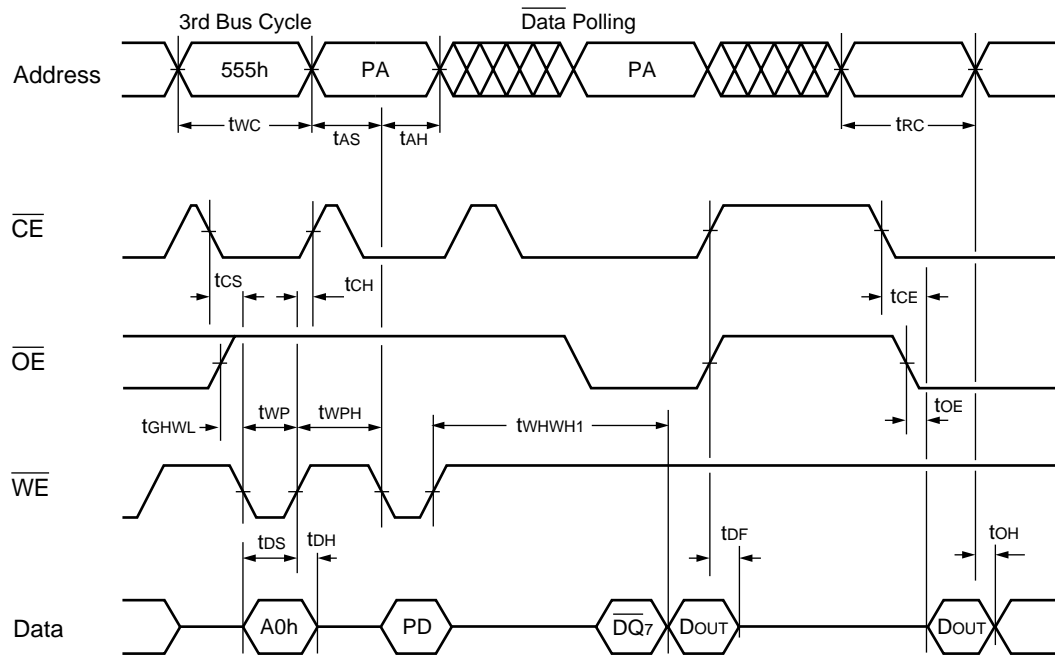 3rd Bus Cycle
Data Polling
Address
555h
PA
PA
tWC
tAS
tAH
tRC
CE
tCS
tCH
tCE
OE
tGHWL
tWP
tWPH
tWHWH1
tOE
WE
tDS
tDH
tDF
tOH
Data
A0h
PD
DQ7
DOUT
DOUT